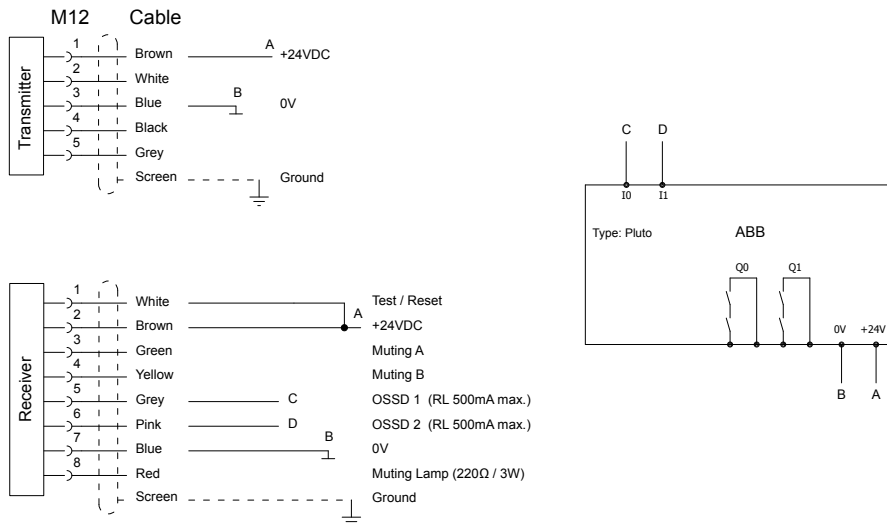 M12 Cable
Transmitter
1 Brown A +24VDC
2 White
3 Blue B 0V
4 Black
5 Grey
Screen Ground
Receiver
1 White Test / Reset
2 Brown A +24VDC
3 Green Muting A
4 Yellow Muting B
5 Grey C OSSD 1 (RL 500mA max.)
6 Pink D OSSD 2 (RL 500mA max.)
7 Blue B 0V
8 Red Muting Lamp (220Ω / 3W)
Screen Ground
C D
I0 I1
Type: Pluto ABB
Q0 Q1
0V +24V
B A